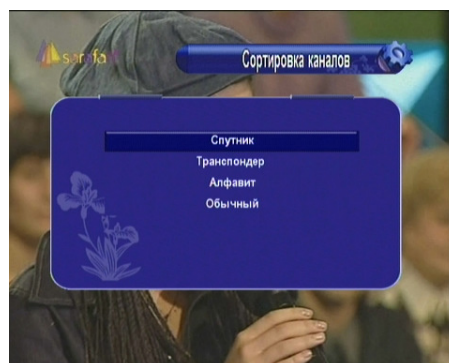 Сортировка каналов
Спутник
Транспондер
Алфавит
Обычный